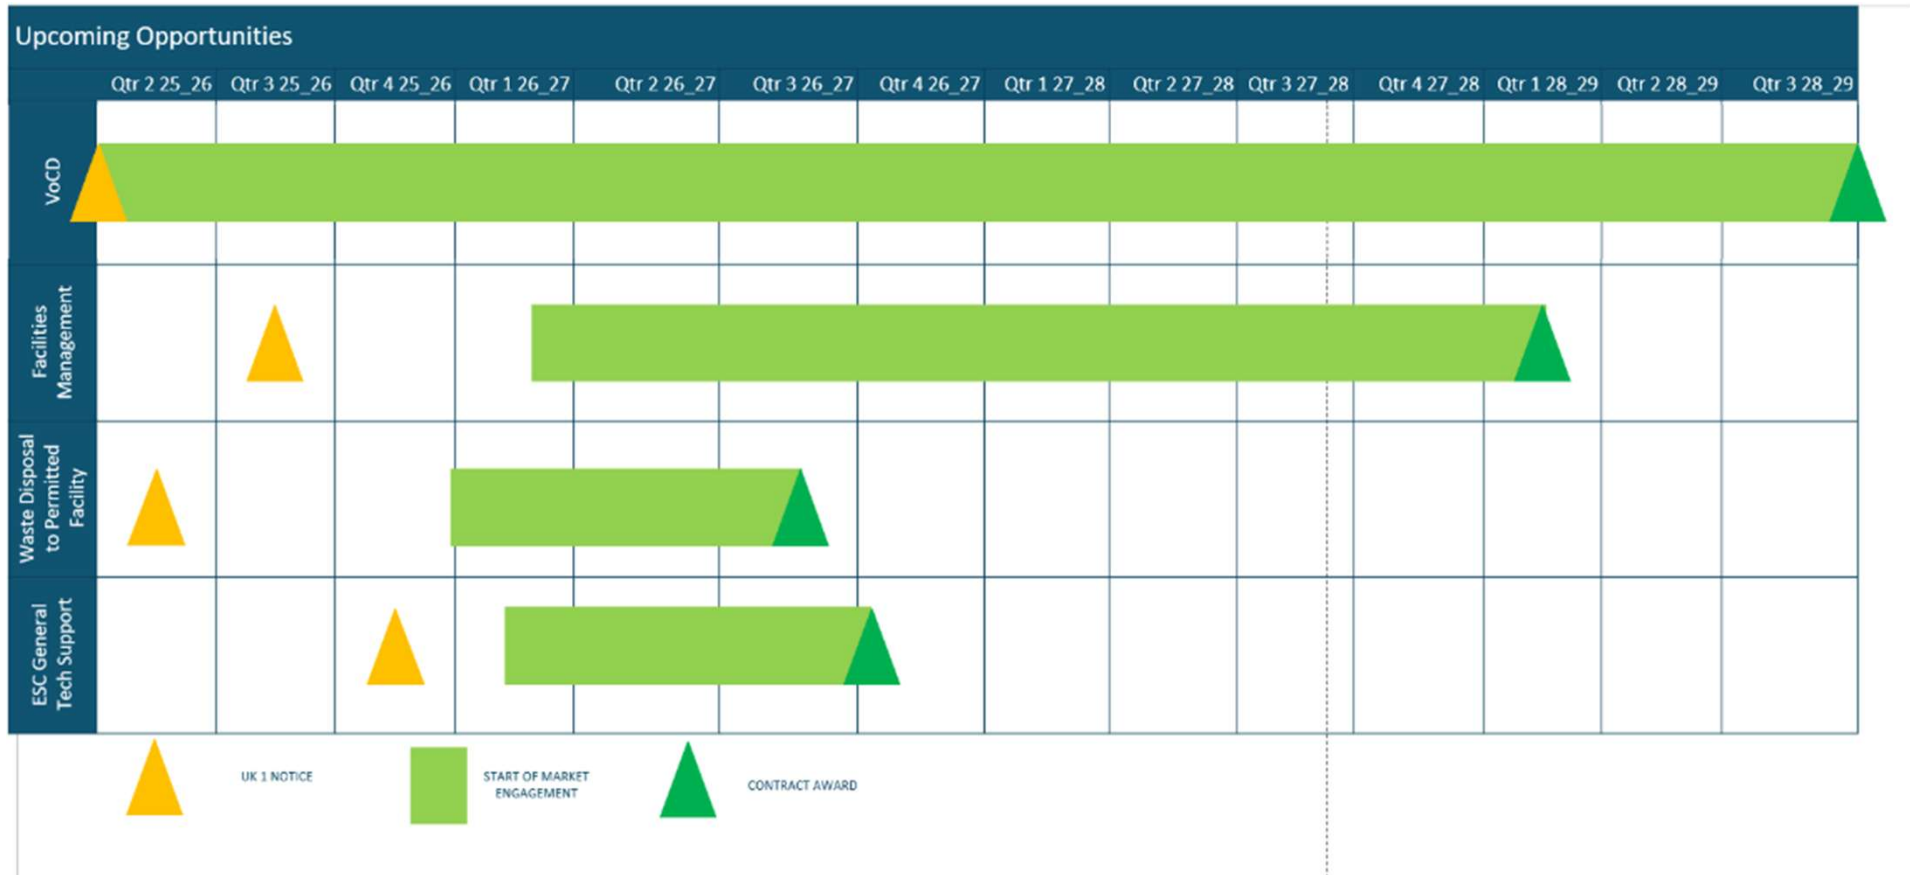 Upcoming Opportunities
Qtr 2 25_26 Qtr 3 25_26 Qtr 4 25_26 Qtr 1 26_27 Qtr 2 26_27 Qtr 3 26_27 Qtr 4 26_27 Qtr 1 27_28 Qtr 2 27_28 Qtr 3 27_28 Qtr 4 27_28 Qtr 1 28_29 Qtr 2 28_29 Qtr 3 28_29
VoCD
Facilities
Management
Waste Disposal
to Permitted
Facility
ESC General
Tech Support
UK 1 NOTICE
START OF MARKET
ENGAGEMENT
CONTRACT AWARD